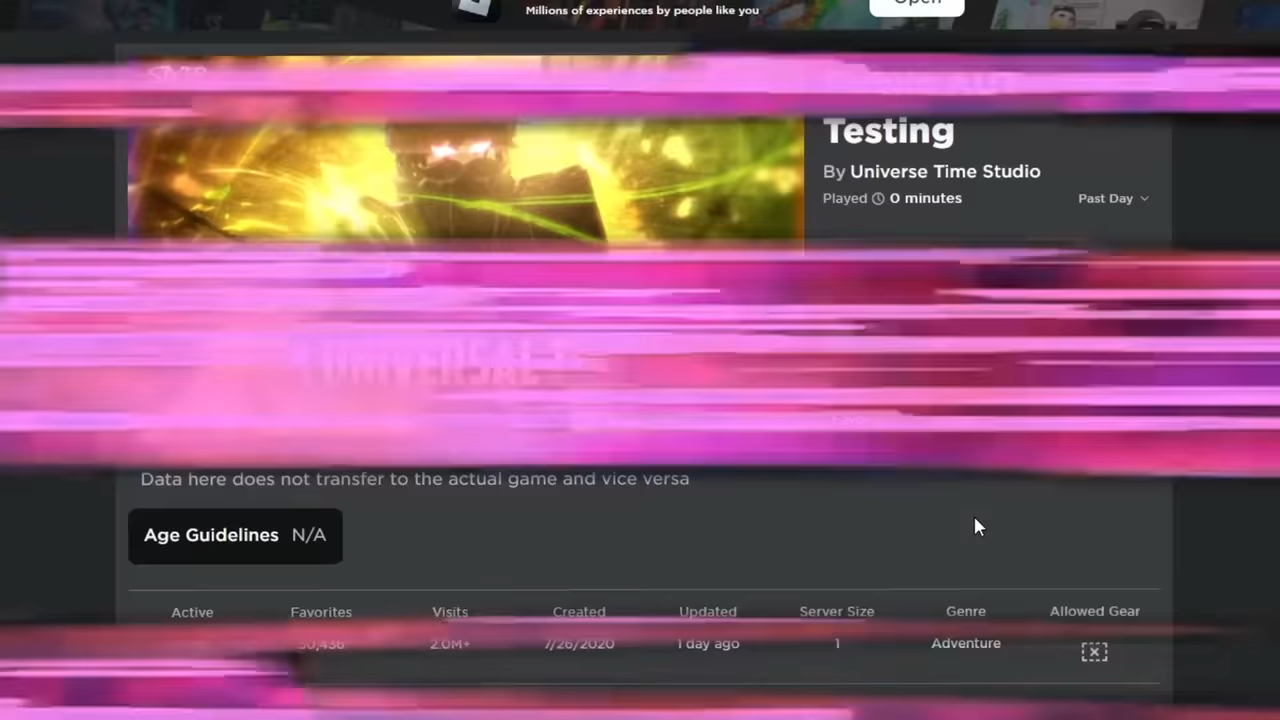 Millions of experiences by people like you
Open
Testing
By Universe Time Studio
Played 0 minutes
Past Day
UNIVERSAL
Data here does not transfer to the actual game and vice versa
Age Guidelines N/A
Active Favorites Visits Created Updated Server Size Genre Allowed Gear
2.0M+ 7/26/2020 1 day ago 1 Adventure